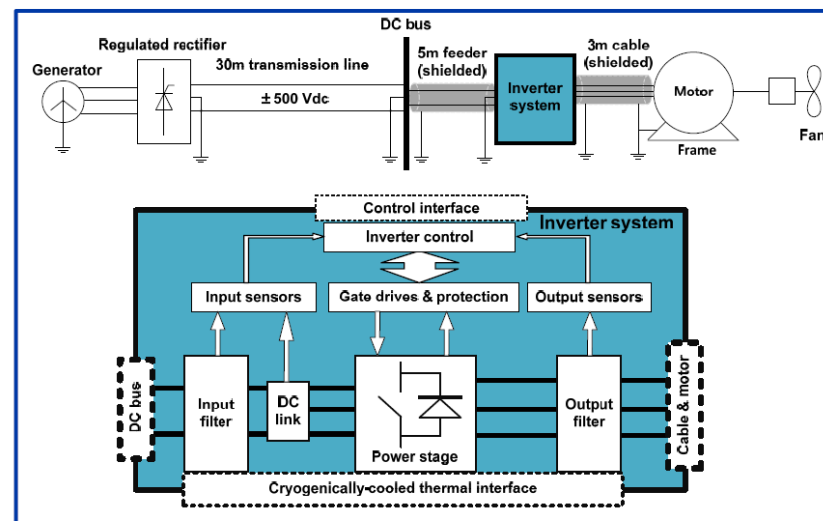 DC bus
Regulated rectifier
5m feeder
(shielded)
3m cable
(shielded)
Generator
30m transmission line
Inverter
system
Motor
± 500 Vdc
Fan
Frame
Control interface
Inverter system
Inverter control
Input sensors
Gate drives & protection
Output sensors
DC bus
Input
filter
DC
link
Power stage
Output
filter
Cable & motor
Cryogenically-cooled thermal interface